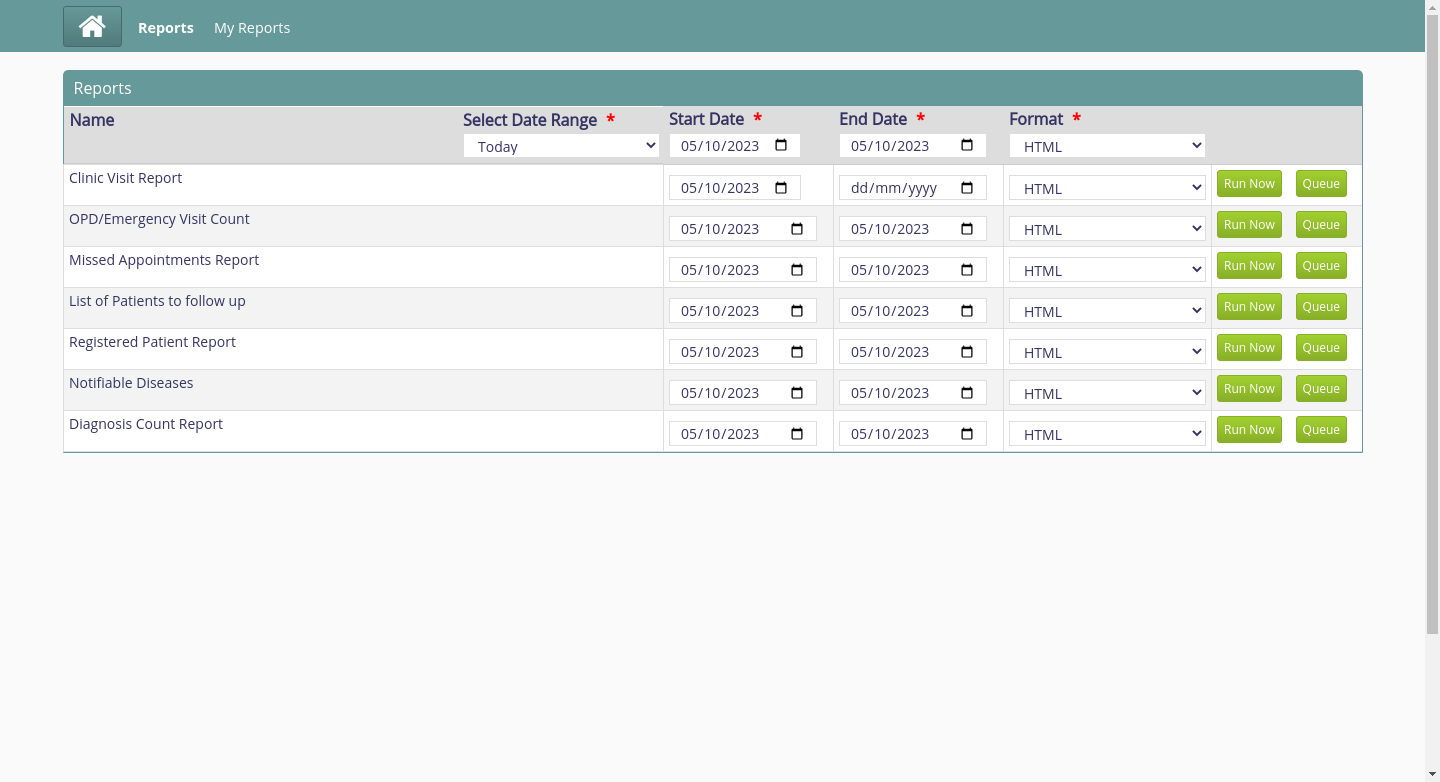 Reports My Reports
Reports
Name Select Date Range * Start Date * End Date * Format *
Today 05/10/2023 05/10/2023 HTML
Clinic Visit Report 05/10/2023 dd/mm/yyyy HTML Run Now Queue
OPD/Emergency Visit Count 05/10/2023 05/10/2023 HTML Run Now Queue
Missed Appointments Report 05/10/2023 05/10/2023 HTML Run Now Queue
List of Patients to follow up 05/10/2023 05/10/2023 HTML Run Now Queue
Registered Patient Report 05/10/2023 05/10/2023 HTML Run Now Queue
Notifiable Diseases 05/10/2023 05/10/2023 HTML Run Now Queue
Diagnosis Count Report 05/10/2023 05/10/2023 HTML Run Now Queue